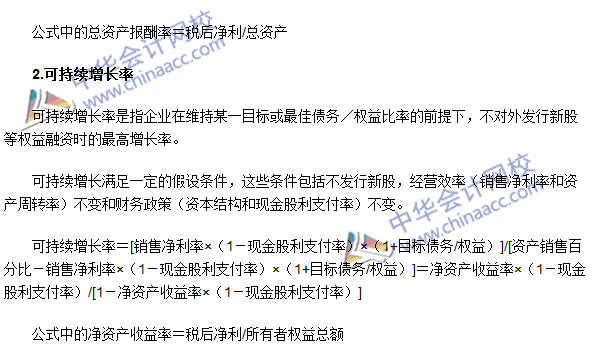 公式中的总资产报酬率＝税后净利/总资产
2.可持续增长率
可持续增长率是指企业在维持某一目标或最佳债务／权益比率的前提下，不对外发行新股
等权益融资时的最高增长率。
可持续增长满足一定的假设条件，这些条件包括不发行新股，经营效率（销售净利率和资
产周转率）不变和财务政策（资本结构和现金股利支付率）不变。
可持续增长率＝[销售净利率×（1－现金股利支付率）×（1+目标债务/权益）]/[资产销售百
分比－销售净利率×（1－现金股利支付率）×（1+目标债务/权益）]＝净资产收益率×（1－现金
股利支付率）/[1－净资产收益率×（1－现金股利支付率）]
公式中的净资产收益率＝税后净利/所有者权益总额
中华会计网校
www.chinaacc.com
中华会计网校
www.chinaacc.com